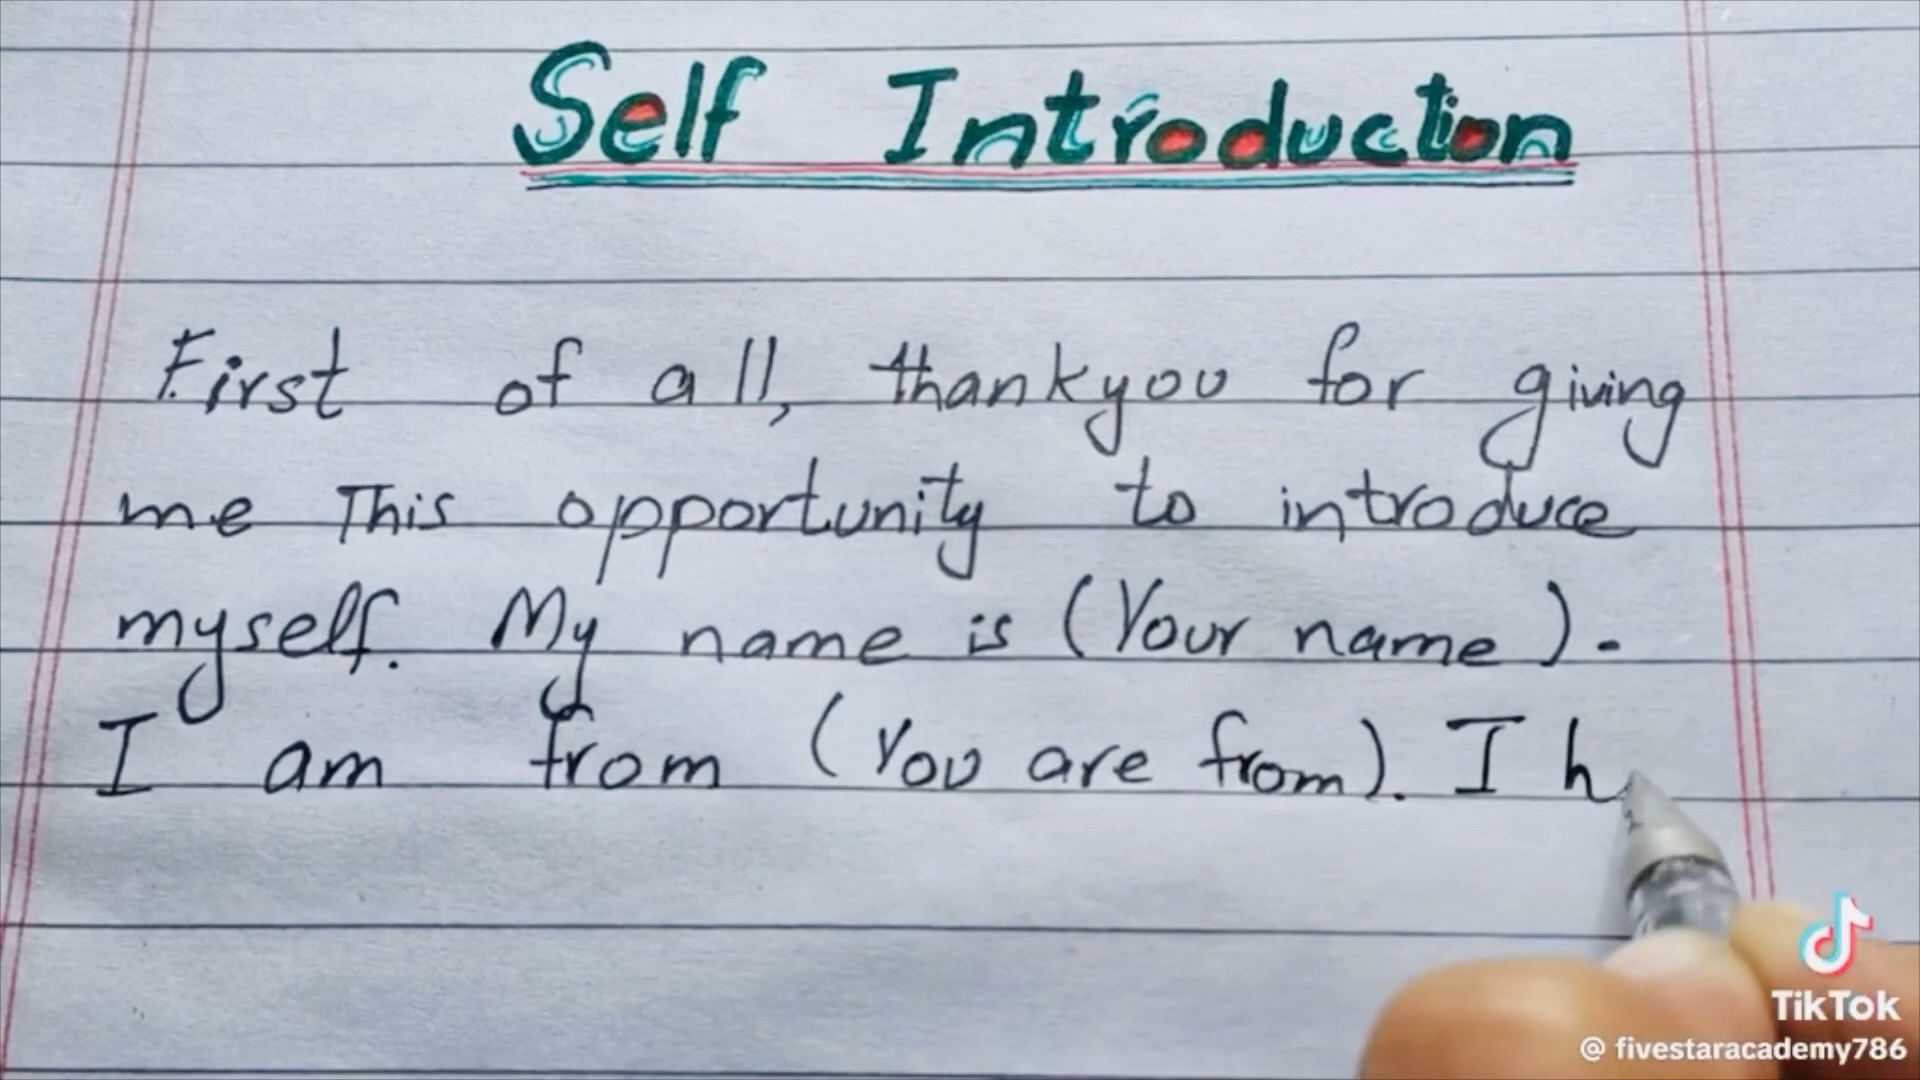 Self Introduction
First of all, thankyou for giving
me This opportunity to introduce
myself. My name is (Your name).
I am from (You are from). I h
TikTok
@ fivestaracademy786